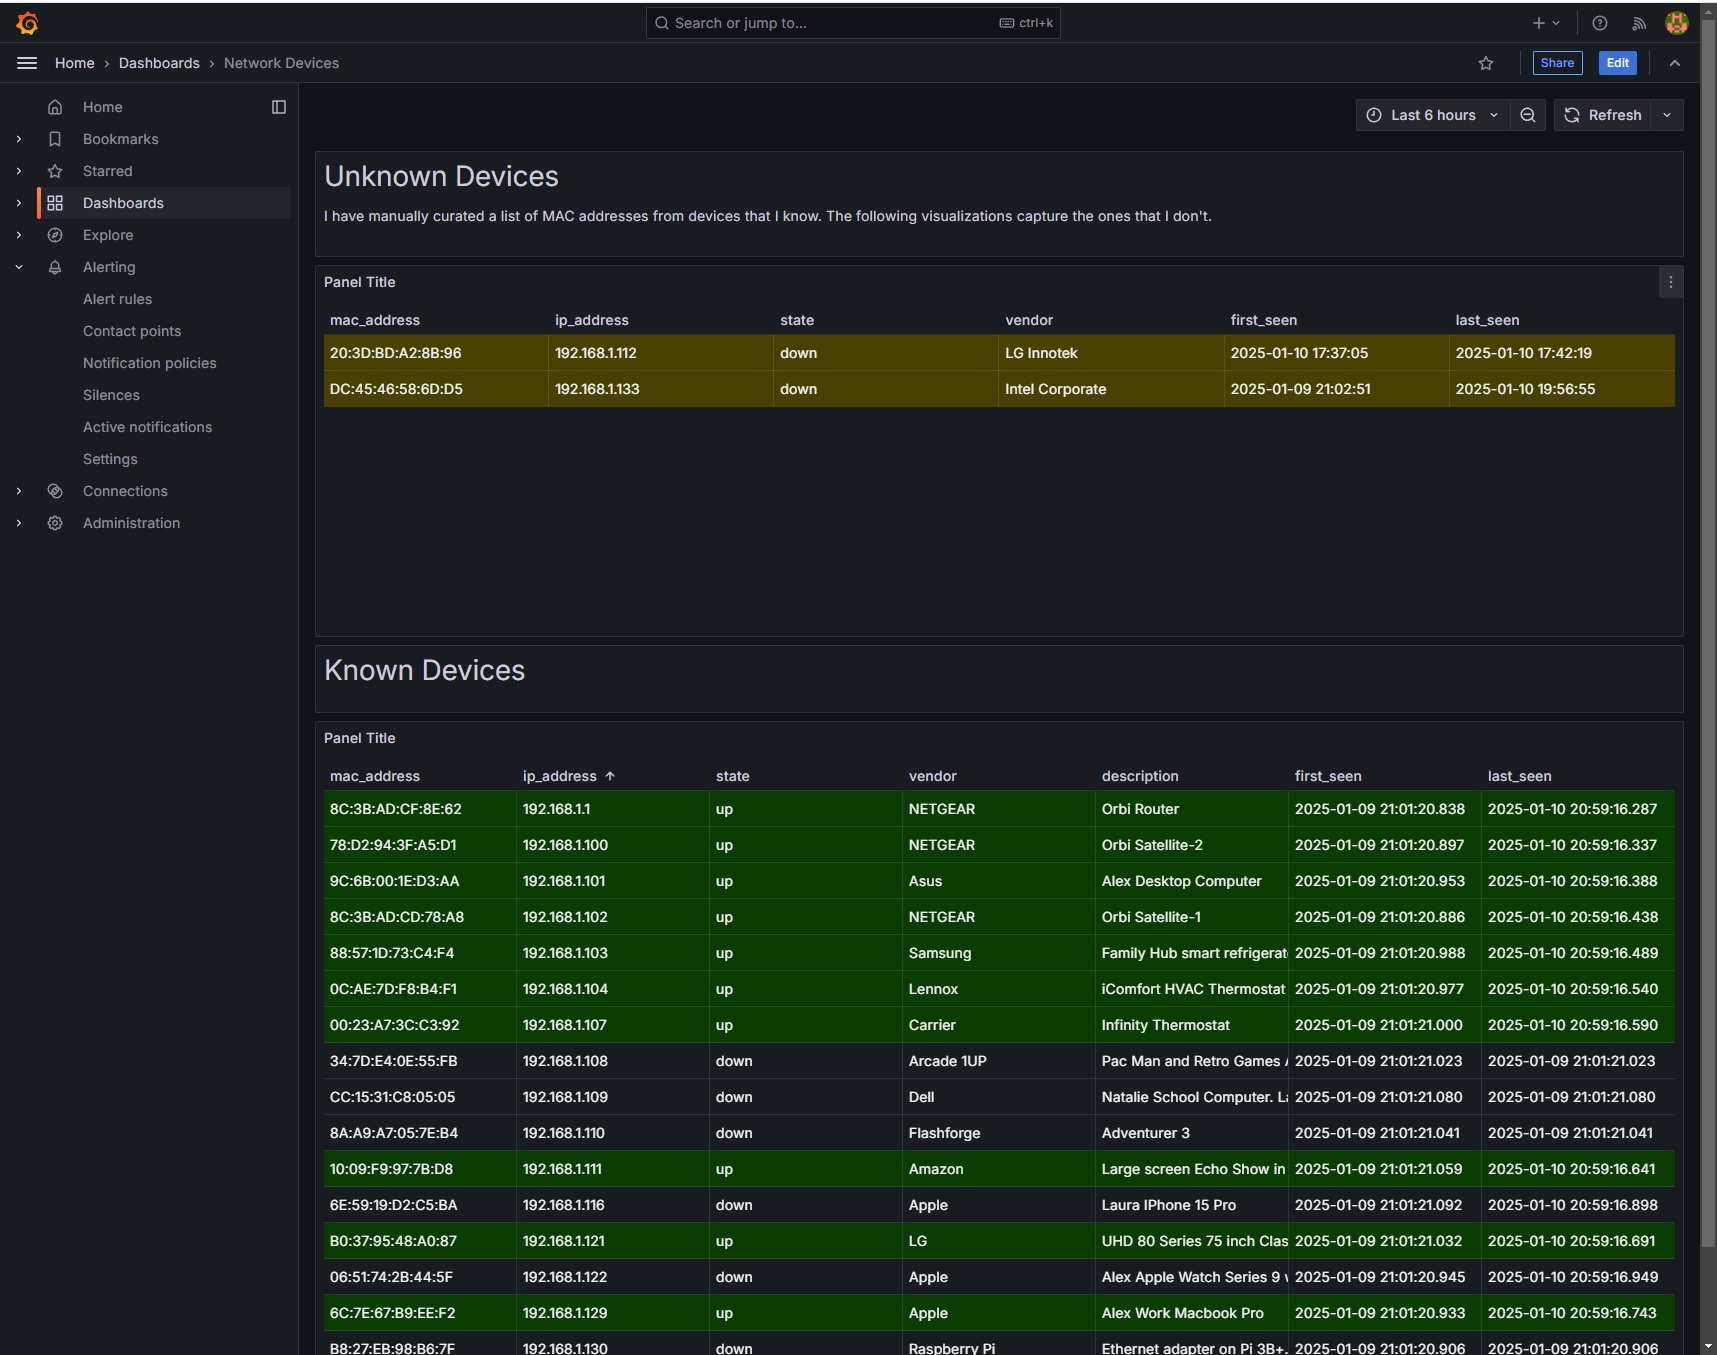 Search or jump to...
ctrl+k
Home › Dashboards › Network Devices
Share
Edit
Home
Bookmarks
Starred
Dashboards
Explore
Alerting
Alert rules
Contact points
Notification policies
Silences
Active notifications
Settings
Connections
Administration
Last 6 hours
Refresh
Unknown Devices
I have manually curated a list of MAC addresses from devices that I know. The following visualizations capture the ones that I don't.
Panel Title
mac_address ip_address state vendor first_seen last_seen
20:3D:BD:A2:8B:96 192.168.1.112 down LG Innotek 2025-01-10 17:37:05 2025-01-10 17:42:19
DC:45:46:58:6D:D5 192.168.1.133 down Intel Corporate 2025-01-09 21:02:51 2025-01-10 19:56:55
Known Devices
Panel Title
mac_address ip_address state vendor description first_seen last_seen
8C:3B:AD:CF:8E:62 192.168.1.1 up NETGEAR Orbi Router 2025-01-09 21:01:20.838 2025-01-10 20:59:16.287
78:D2:94:3F:A5:D1 192.168.1.100 up NETGEAR Orbi Satellite-2 2025-01-09 21:01:20.897 2025-01-10 20:59:16.337
9C:6B:00:1E:D3:AA 192.168.1.101 up Asus Alex Desktop Computer 2025-01-09 21:01:20.953 2025-01-10 20:59:16.388
8C:3B:AD:CD:78:A8 192.168.1.102 up NETGEAR Orbi Satellite-1 2025-01-09 21:01:20.886 2025-01-10 20:59:16.438
88:57:1D:73:C4:F4 192.168.1.103 up Samsung Family Hub smart refrigerat 2025-01-09 21:01:20.988 2025-01-10 20:59:16.489
0C:AE:7D:F8:B4:F1 192.168.1.104 up Lennox iComfort HVAC Thermostat 2025-01-09 21:01:20.977 2025-01-10 20:59:16.540
00:23:A7:3C:C3:92 192.168.1.107 up Carrier Infinity Thermostat 2025-01-09 21:01:21.000 2025-01-10 20:59:16.590
34:7D:E4:0E:55:FB 192.168.1.108 down Arcade 1UP Pac Man and Retro Games 2025-01-09 21:01:21.023 2025-01-09 21:01:21.023
CC:15:31:C8:05:05 192.168.1.109 down Dell Natalie School Computer. 2025-01-09 21:01:21.080 2025-01-09 21:01:21.080
8A:A9:A7:05:7E:B4 192.168.1.110 down Flashforge Adventurer 3 2025-01-09 21:01:21.041 2025-01-09 21:01:21.041
10:09:F9:97:7B:D8 192.168.1.111 up Amazon Large screen Echo Show in 2025-01-09 21:01:21.059 2025-01-10 20:59:16.641
6E:59:19:D2:C5:BA 192.168.1.116 down Apple Laura IPhone 15 Pro 2025-01-09 21:01:21.092 2025-01-10 20:59:16.898
B0:37:95:48:A0:87 192.168.1.121 up LG UHD 80 Series 75 inch Clas 2025-01-09 21:01:21.032 2025-01-10 20:59:16.691
06:51:74:2B:44:5F 192.168.1.122 down Apple Alex Apple Watch Series 9 2025-01-09 21:01:20.945 2025-01-10 20:59:16.949
6C:7E:67:B9:EE:F2 192.168.1.129 up Apple Alex Work Macbook Pro 2025-01-09 21:01:20.933 2025-01-10 20:59:16.743
B8:27:EB:98:B6:7F 192.168.1.130 down Raspberry Pi Ethernet adapter on Pi 3B+. 2025-01-09 21:01:20.906 2025-01-09 21:01:20.906